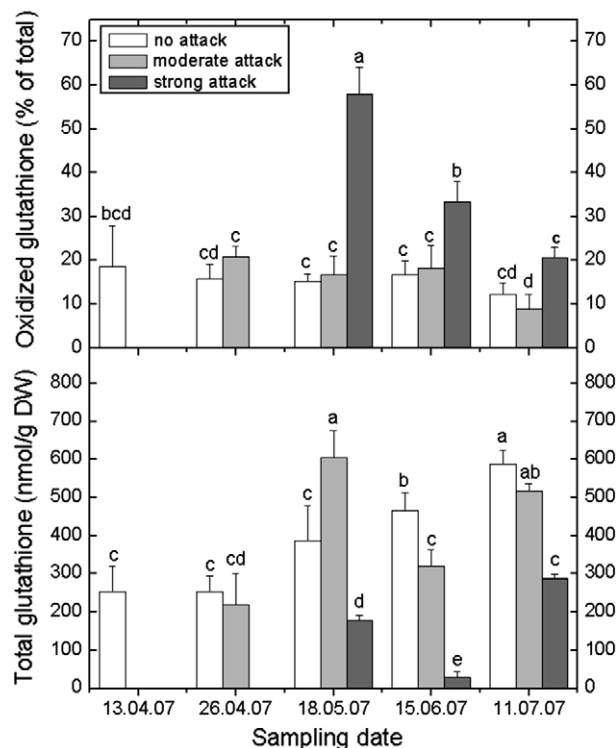 Oxidized glutathione (% of total)
70
60
50
40
30
20
10
0
no attack
moderate attack
strong attack
bcd
cd
c
c
c
a
c
c
b
cd
d
c
70
60
50
40
30
20
10
0
Total glutathione (nmol/g DW)
800
700
600
500
400
300
200
100
0
c
c
cd
c
a
d
b
c
e
a
ab
c
800
700
600
500
400
300
200
100
0
13.04.07
26.04.07
18.05.07
15.06.07
11.07.07
Sampling date